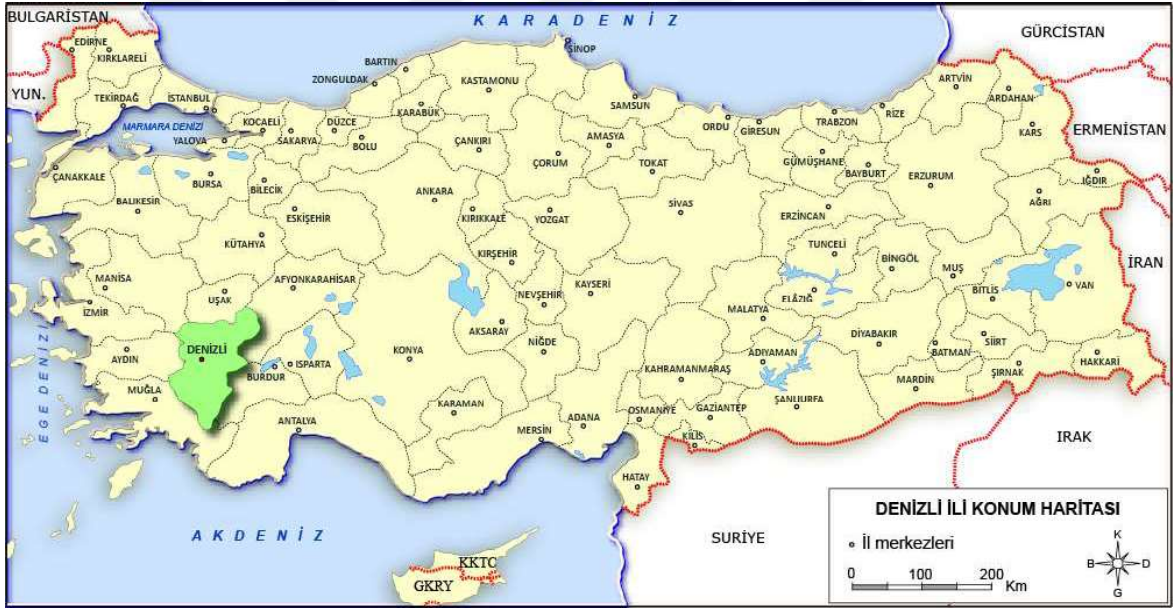 BULGARİSTAN
KARADENİZ
GÜRCİSTAN
YUN.
EDİRNE
KIRKLARELİ
TEKİRDAĞ
İSTANBUL
MARMARA DENİZİ
YALOVA
KOCAELİ
SAKARYA
DÜZCE
BOLU
ZONGULDAK
BARTIN
KARABÜK
KASTAMONU
SİNOP
ÇANKIRI
ÇORUM
SAMSUN
AMASYA
TOKAT
ORDU
GİRESUN
TRABZON
RİZE
ARTVİN
ARDAHAN
KARS
ERMENİSTAN
GÜMÜŞHANE
BAYBURT
ERZURUM
IĞDIR
AĞRI
ÇANAKKALE
BALIKESİR
BURSA
BİLECİK
ESKİŞEHİR
ANKARA
KIRIKKALE
YOZGAT
SİVAS
ERZİNCAN
TUNCELİ
BİNGÖL
MUŞ
BİTLİS
VAN
İRAN
KÜTAHYA
KIRŞEHİR
MANİSA
İZMİR
UŞAK
AFYONKARAHİSAR
NEVŞEHİR
KAYSERİ
AKSARAY
NİĞDE
MALATYA
ELÂZIĞ
DİYABAKIR
BATMAN
SİİRT
ŞIRNAK
HAKKARİ
EGE DENİZİ
AYDIN
DENİZLİ
MUĞLA
BURDUR
ISPARTA
KONYA
ANTALYA
KARAMAN
MERSİN
ADANA
KAHRAMANMARAŞ
OSMANİYE
GAZİANTEP
KİLİS
ADIYAMAN
ŞANLIURFA
MARDİN
HATAY
IRAK
SURİYE
AKDENİZ
KKTC
GKRY
DENİZLİ İLİ KONUM HARİTASI
İl merkezleri
0 100 200
Km
K
B D
G